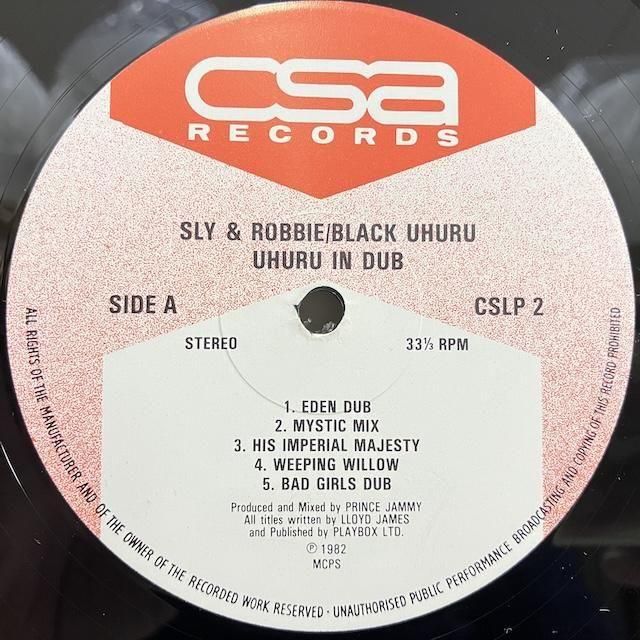 csa
RECORDS
SLY & ROBBIE/BLACK UHURU
UHURU IN DUB
SIDE A
CSLP 2
STEREO
33⅓ RPM
1. EDEN DUB
2. MYSTIC MIX
3. HIS IMPERIAL MAJESTY
4. WEEPING WILLOW
5. BAD GIRLS DUB
Produced and Mixed by PRINCE JAMMY
All titles written by LLOYD JAMES
and Published by PLAYBOX LTD.
℗ 1982
MCPS
ALL RIGHTS OF THE MANUFACTURER AND OF THE OWNER OF THE RECORDED WORK RESERVED · UNAUTHORISED PUBLIC PERFORMANCE BROADCASTING AND COPYING OF THIS RECORD PROHIBITED